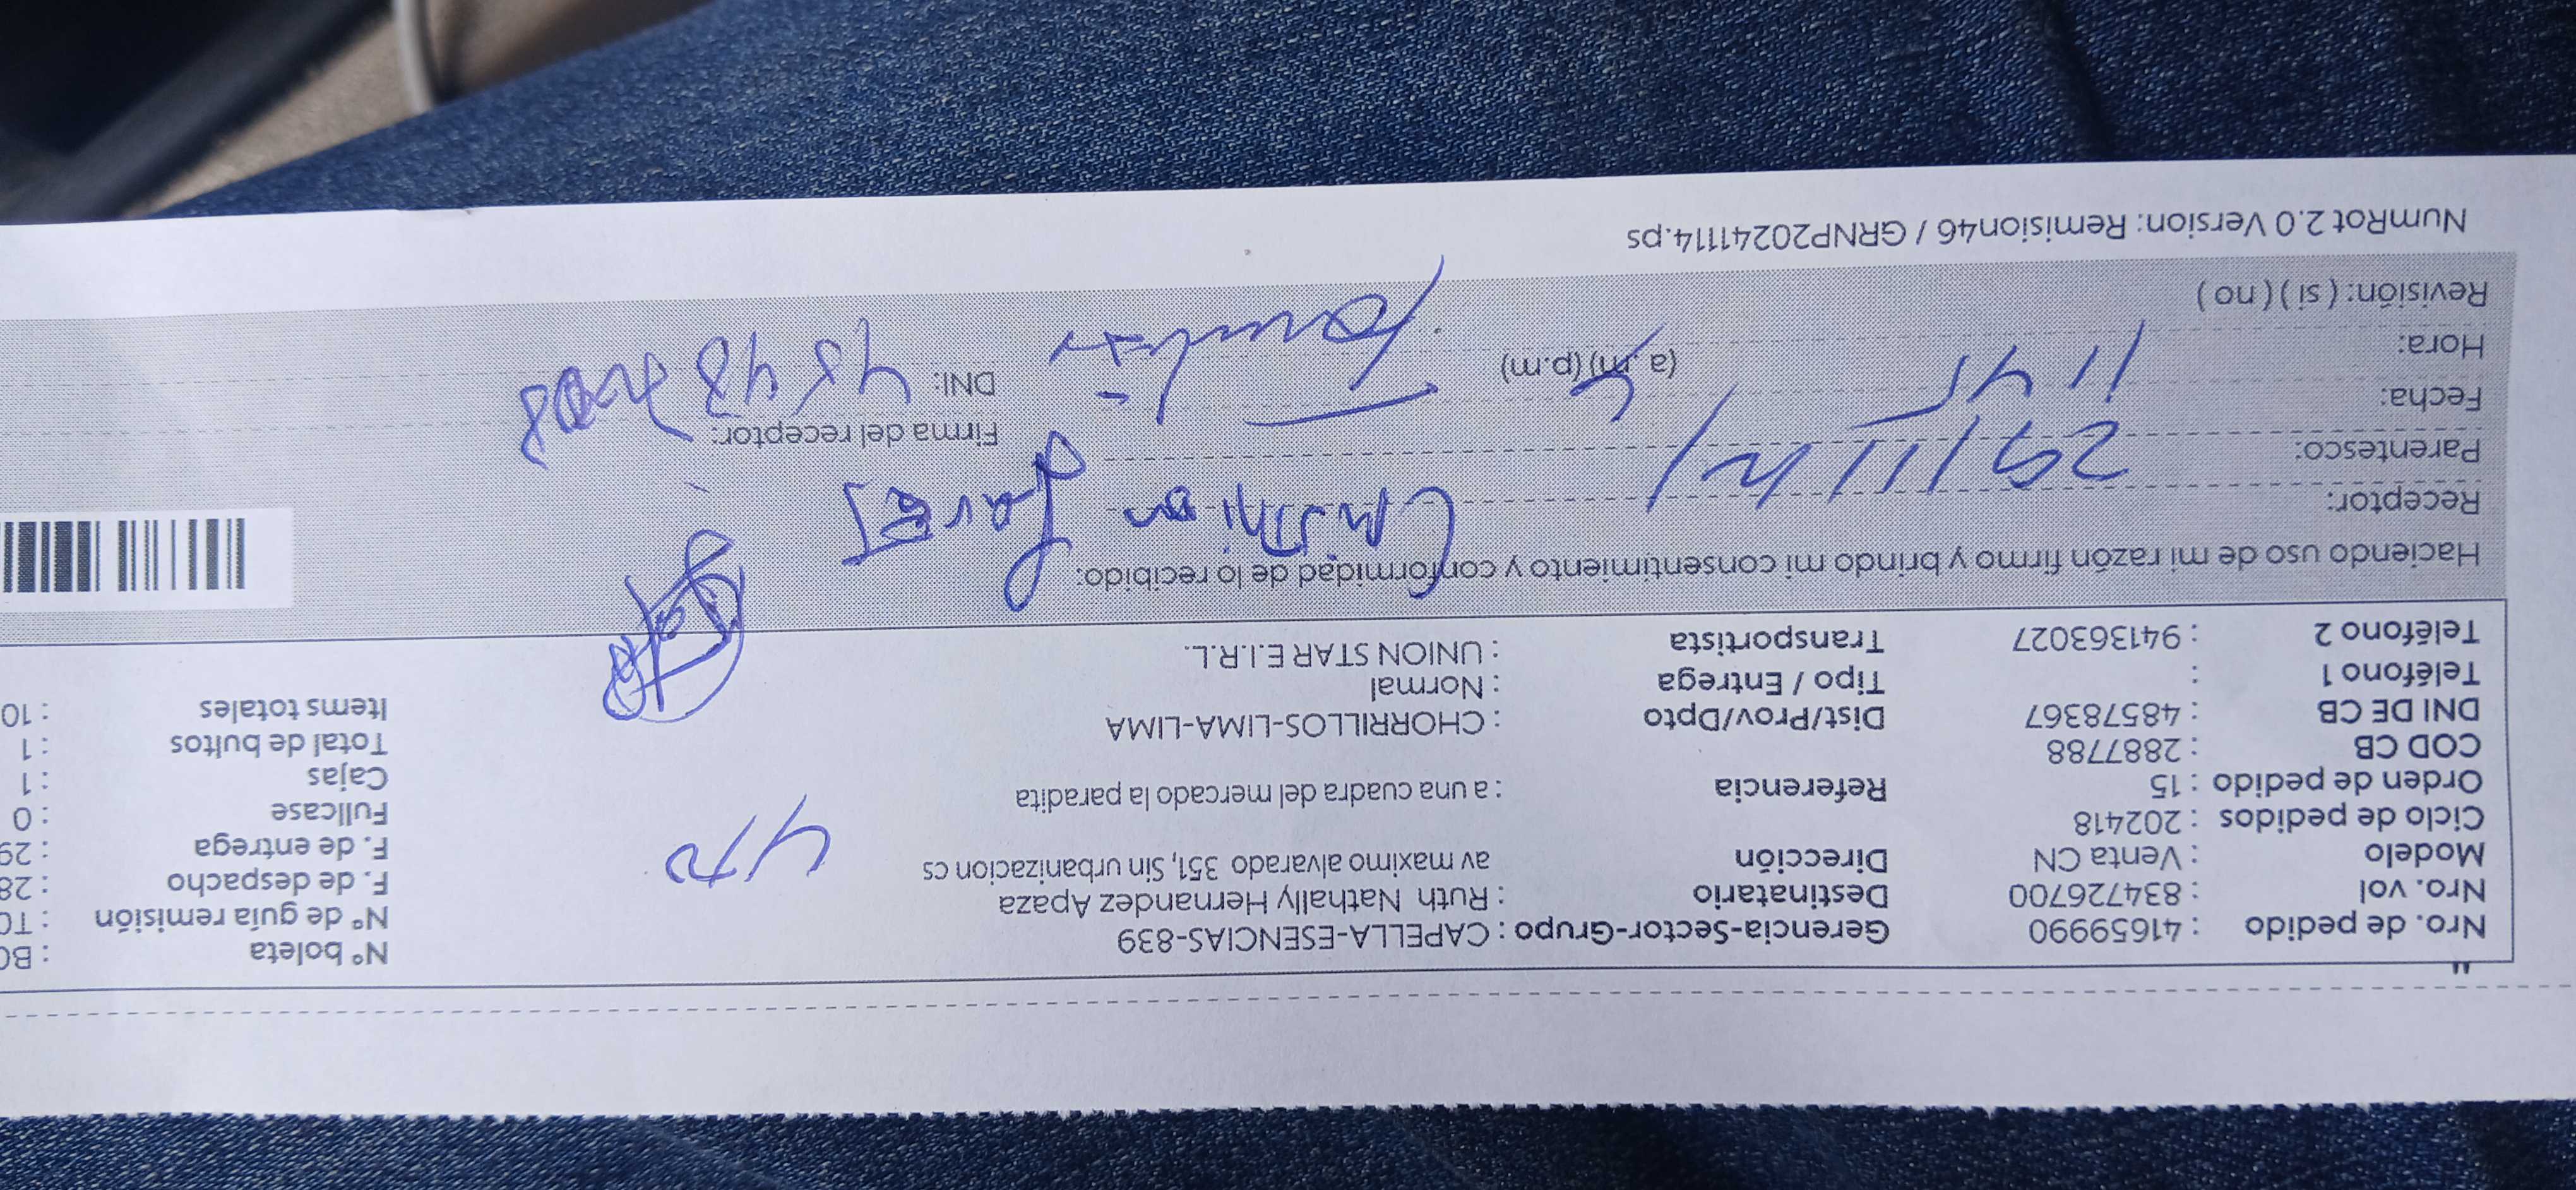 Nro. de pedido : 41659990 Gerencia-Sector-Grupo : CAPELLA-ESENCIAS-839 N° boleta : B0
Nro. vol : 834726700 Destinatario : Ruth Nathally Hernandez Apaza N° de guía remisión : T0
Modelo : Venta CN Dirección av maximo alvarado 351, Sin urbanizacion cs F. de despacho : 28
Ciclo de pedidos : 202418 F. de entrega : 29
Orden de pedido : 15 Referencia : a una cuadra del mercado la paradita Fullcase : 0
COD CB : 2887788 Cajas : 1
DNI DE CB : 48578367 Dist/Prov/Dpto : CHORRILLOS-LIMA-LIMA Total de bultos : 1
Teléfono 1 : Tipo / Entrega : Normal Items totales : 10
Teléfono 2 : 941363027 Transportista : UNION STAR E.I.R.L.
Haciendo uso de mi razón firmo y brindo mi consentimiento y conformidad de lo recibido:
Receptor:
Parentesco:
Fecha: 29/11/24 Firma del receptor:
Hora: 11 45 (a.m) (p.m) DNI:
Revisión: ( si ) ( no )
NumRot 2.0 Version: Remision46 / GRNP20241114.ps